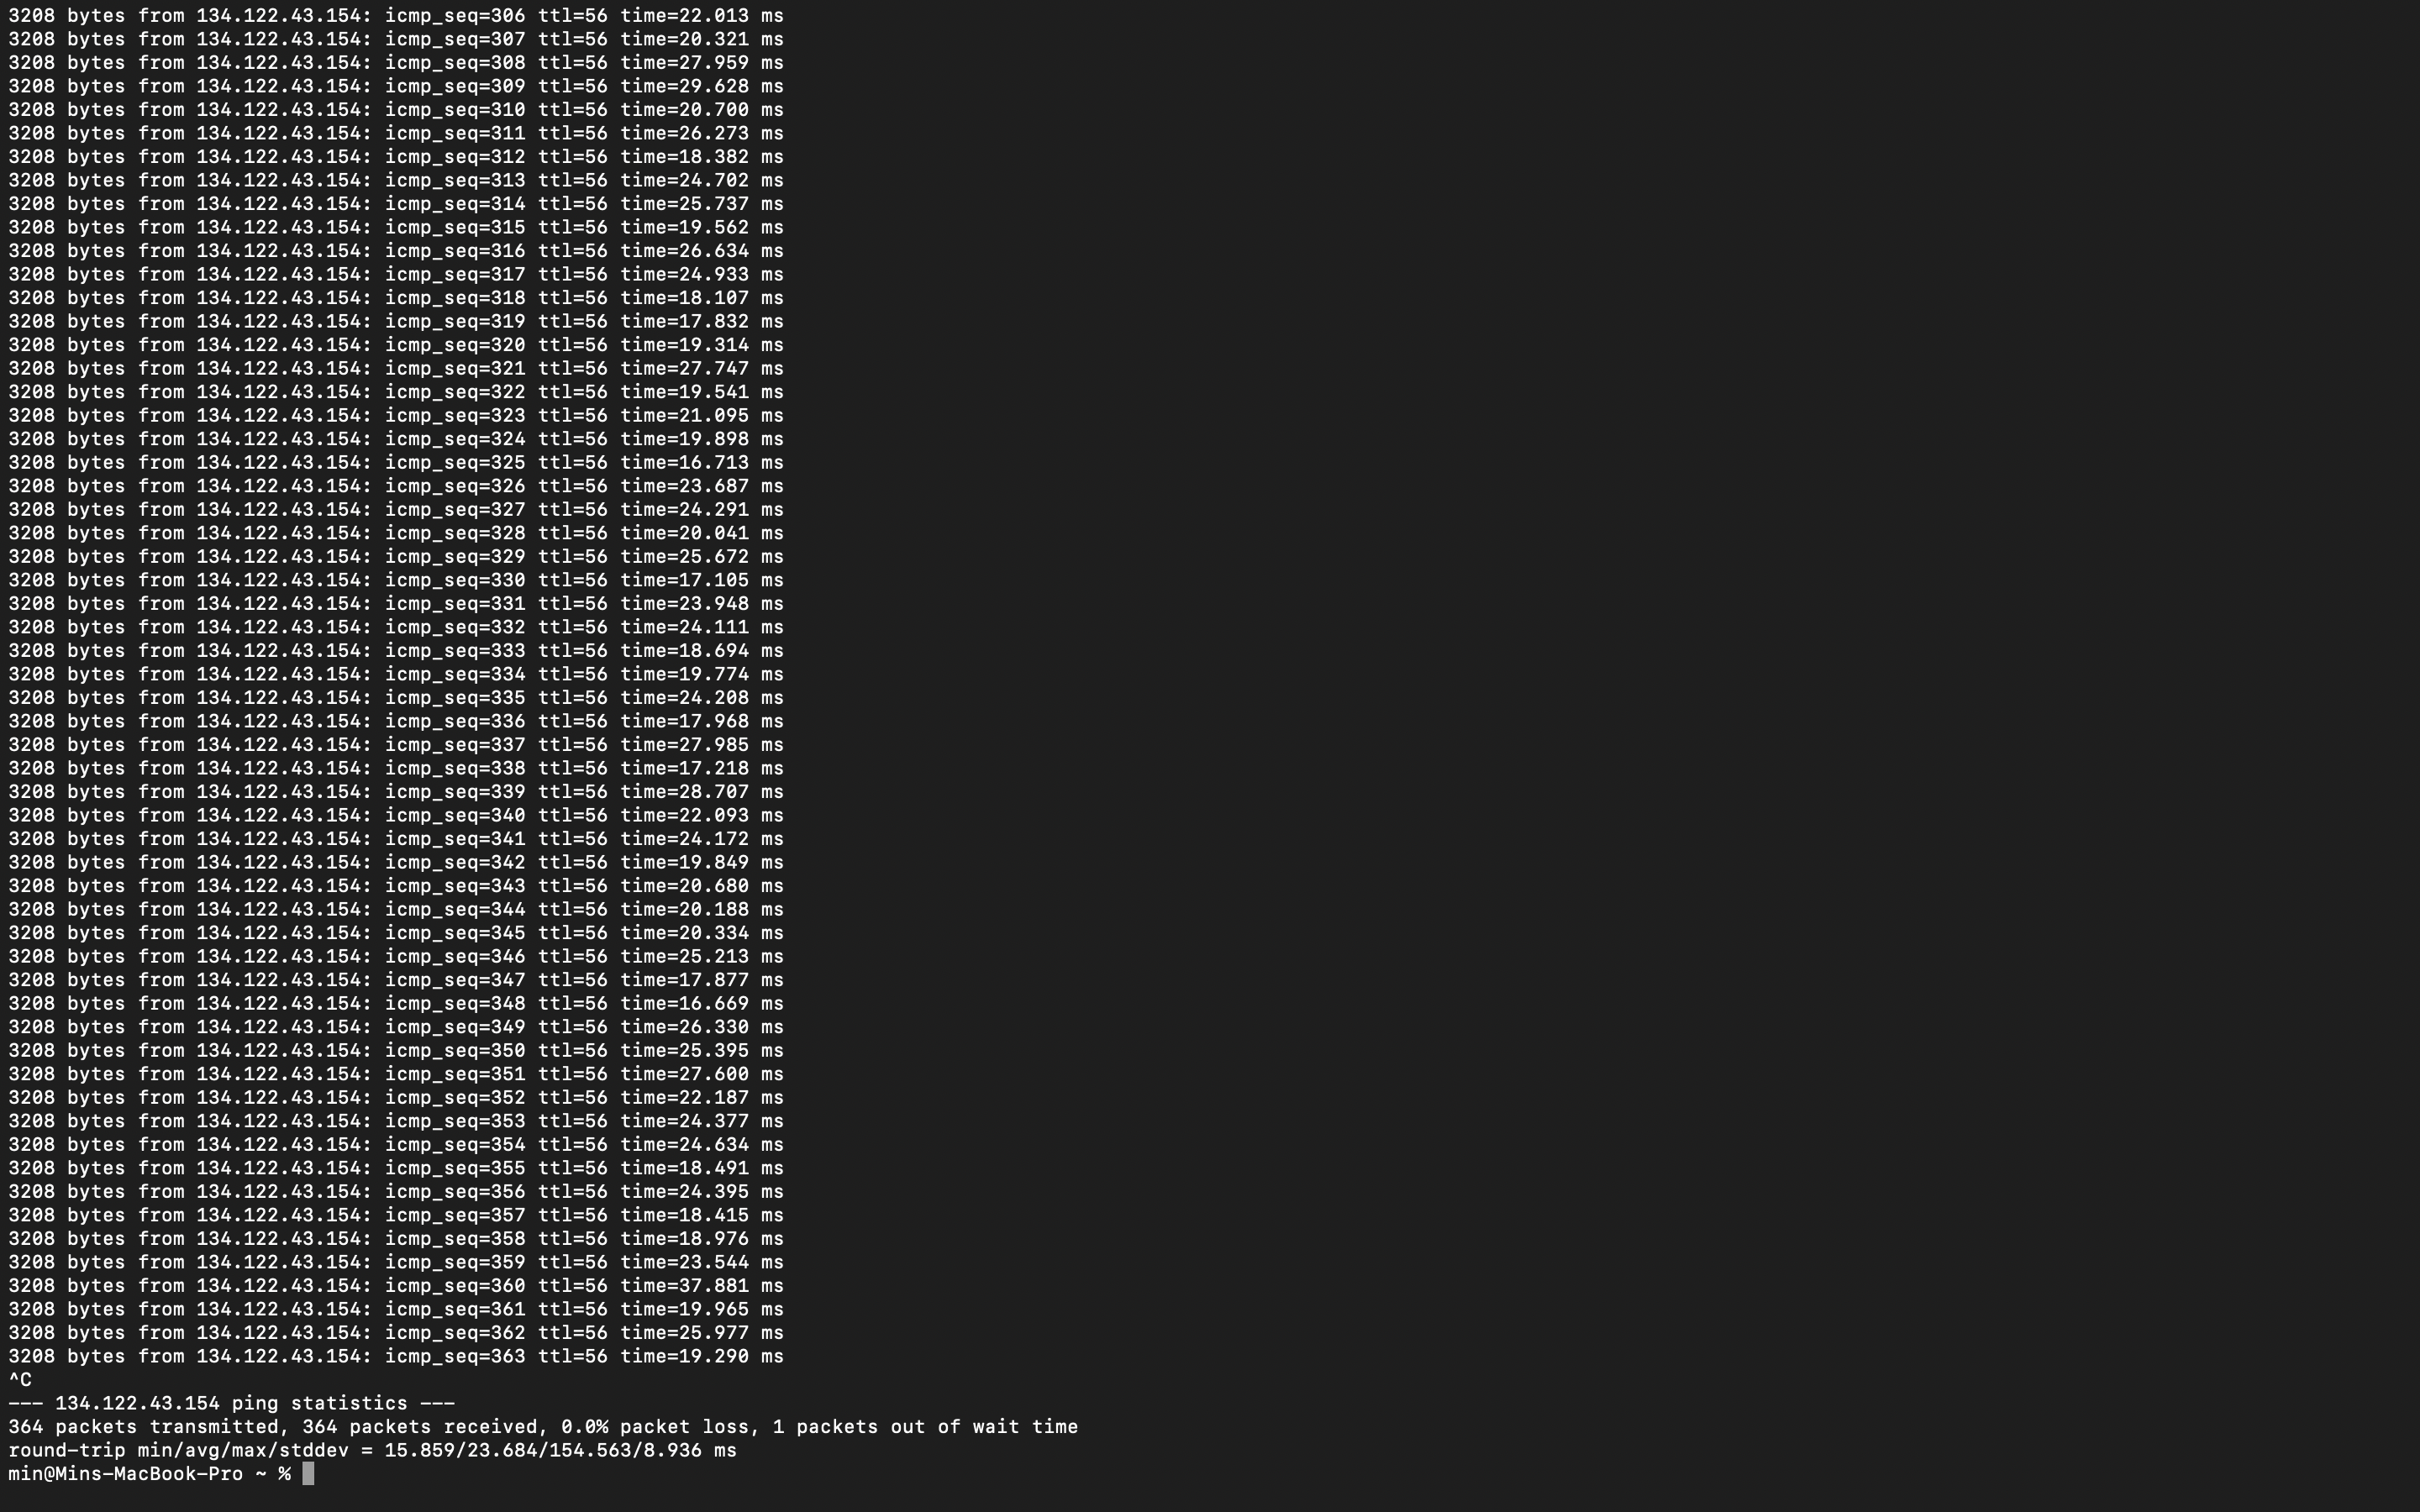 3208 bytes from 134.122.43.154: icmp_seq=306 ttl=56 time=22.013 ms
3208 bytes from 134.122.43.154: icmp_seq=307 ttl=56 time=20.321 ms
3208 bytes from 134.122.43.154: icmp_seq=308 ttl=56 time=27.959 ms
3208 bytes from 134.122.43.154: icmp_seq=309 ttl=56 time=29.628 ms
3208 bytes from 134.122.43.154: icmp_seq=310 ttl=56 time=20.700 ms
3208 bytes from 134.122.43.154: icmp_seq=311 ttl=56 time=26.273 ms
3208 bytes from 134.122.43.154: icmp_seq=312 ttl=56 time=18.382 ms
3208 bytes from 134.122.43.154: icmp_seq=313 ttl=56 time=24.702 ms
3208 bytes from 134.122.43.154: icmp_seq=314 ttl=56 time=25.737 ms
3208 bytes from 134.122.43.154: icmp_seq=315 ttl=56 time=19.562 ms
3208 bytes from 134.122.43.154: icmp_seq=316 ttl=56 time=26.634 ms
3208 bytes from 134.122.43.154: icmp_seq=317 ttl=56 time=24.933 ms
3208 bytes from 134.122.43.154: icmp_seq=318 ttl=56 time=18.107 ms
3208 bytes from 134.122.43.154: icmp_seq=319 ttl=56 time=17.832 ms
3208 bytes from 134.122.43.154: icmp_seq=320 ttl=56 time=19.314 ms
3208 bytes from 134.122.43.154: icmp_seq=321 ttl=56 time=27.747 ms
3208 bytes from 134.122.43.154: icmp_seq=322 ttl=56 time=19.541 ms
3208 bytes from 134.122.43.154: icmp_seq=323 ttl=56 time=21.095 ms
3208 bytes from 134.122.43.154: icmp_seq=324 ttl=56 time=19.898 ms
3208 bytes from 134.122.43.154: icmp_seq=325 ttl=56 time=16.713 ms
3208 bytes from 134.122.43.154: icmp_seq=326 ttl=56 time=23.687 ms
3208 bytes from 134.122.43.154: icmp_seq=327 ttl=56 time=24.291 ms
3208 bytes from 134.122.43.154: icmp_seq=328 ttl=56 time=20.041 ms
3208 bytes from 134.122.43.154: icmp_seq=329 ttl=56 time=25.672 ms
3208 bytes from 134.122.43.154: icmp_seq=330 ttl=56 time=17.105 ms
3208 bytes from 134.122.43.154: icmp_seq=331 ttl=56 time=23.948 ms
3208 bytes from 134.122.43.154: icmp_seq=332 ttl=56 time=24.111 ms
3208 bytes from 134.122.43.154: icmp_seq=333 ttl=56 time=18.694 ms
3208 bytes from 134.122.43.154: icmp_seq=334 ttl=56 time=19.774 ms
3208 bytes from 134.122.43.154: icmp_seq=335 ttl=56 time=24.208 ms
3208 bytes from 134.122.43.154: icmp_seq=336 ttl=56 time=17.968 ms
3208 bytes from 134.122.43.154: icmp_seq=337 ttl=56 time=27.985 ms
3208 bytes from 134.122.43.154: icmp_seq=338 ttl=56 time=17.218 ms
3208 bytes from 134.122.43.154: icmp_seq=339 ttl=56 time=28.707 ms
3208 bytes from 134.122.43.154: icmp_seq=340 ttl=56 time=22.093 ms
3208 bytes from 134.122.43.154: icmp_seq=341 ttl=56 time=24.172 ms
3208 bytes from 134.122.43.154: icmp_seq=342 ttl=56 time=19.849 ms
3208 bytes from 134.122.43.154: icmp_seq=343 ttl=56 time=20.680 ms
3208 bytes from 134.122.43.154: icmp_seq=344 ttl=56 time=20.188 ms
3208 bytes from 134.122.43.154: icmp_seq=345 ttl=56 time=20.334 ms
3208 bytes from 134.122.43.154: icmp_seq=346 ttl=56 time=25.213 ms
3208 bytes from 134.122.43.154: icmp_seq=347 ttl=56 time=17.877 ms
3208 bytes from 134.122.43.154: icmp_seq=348 ttl=56 time=16.669 ms
3208 bytes from 134.122.43.154: icmp_seq=349 ttl=56 time=26.330 ms
3208 bytes from 134.122.43.154: icmp_seq=350 ttl=56 time=25.395 ms
3208 bytes from 134.122.43.154: icmp_seq=351 ttl=56 time=27.600 ms
3208 bytes from 134.122.43.154: icmp_seq=352 ttl=56 time=22.187 ms
3208 bytes from 134.122.43.154: icmp_seq=353 ttl=56 time=24.377 ms
3208 bytes from 134.122.43.154: icmp_seq=354 ttl=56 time=24.634 ms
3208 bytes from 134.122.43.154: icmp_seq=355 ttl=56 time=18.491 ms
3208 bytes from 134.122.43.154: icmp_seq=356 ttl=56 time=24.395 ms
3208 bytes from 134.122.43.154: icmp_seq=357 ttl=56 time=18.415 ms
3208 bytes from 134.122.43.154: icmp_seq=358 ttl=56 time=18.976 ms
3208 bytes from 134.122.43.154: icmp_seq=359 ttl=56 time=23.544 ms
3208 bytes from 134.122.43.154: icmp_seq=360 ttl=56 time=37.881 ms
3208 bytes from 134.122.43.154: icmp_seq=361 ttl=56 time=19.965 ms
3208 bytes from 134.122.43.154: icmp_seq=362 ttl=56 time=25.977 ms
3208 bytes from 134.122.43.154: icmp_seq=363 ttl=56 time=19.290 ms
^C
--- 134.122.43.154 ping statistics ---
364 packets transmitted, 364 packets received, 0.0% packet loss, 1 packets out of wait time
round-trip min/avg/max/stddev = 15.859/23.684/154.563/8.936 ms
min@Mins-MacBook-Pro ~ %